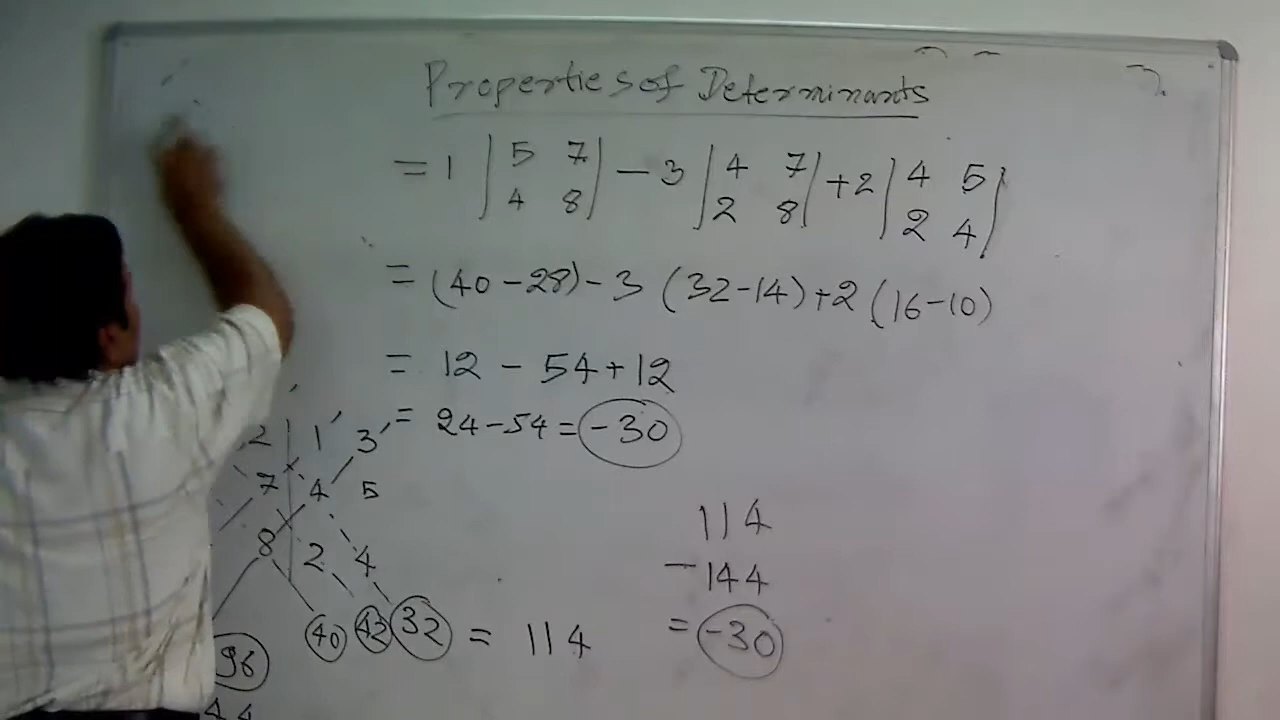 Properties of Determinants
= 1 | 5 7 | - 3 | 4 7 | + 2 | 4 5 |
| 4 8 | | 2 8 | | 2 4 |
= (40 - 28) - 3 (32 - 14) + 2 (16 - 10)
= 12 - 54 + 12
= 24 - 54 = -30
2 | 1 3
7 | 4 5
8 | 2 4
96 40 42 32 = 114
44
114
- 144
= -30